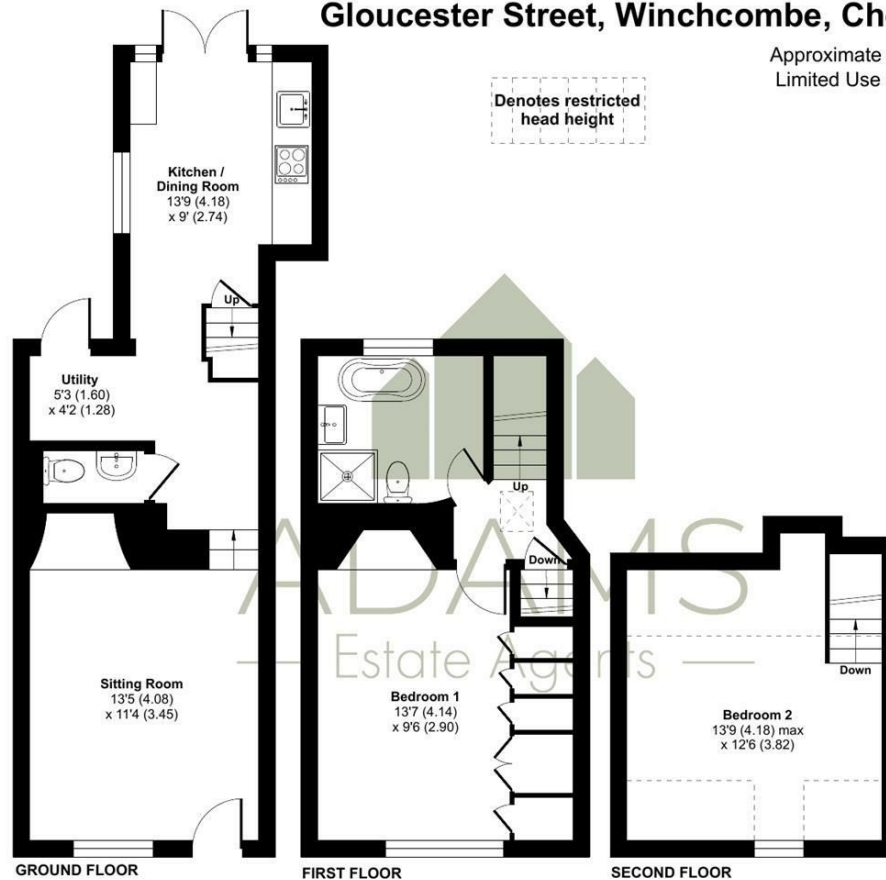 Gloucester Street, Winchcombe, Ch
Approximate
Limited Use
Denotes restricted
head height
Kitchen /
Dining Room
13'9 (4.18)
x 9' (2.74)
Up
Utility
5'3 (1.60)
x 4'2 (1.28)
Sitting Room
13'5 (4.08)
x 11'4 (3.45)
GROUND FLOOR
Up
Down
Bedroom 1
13'7 (4.14)
x 9'6 (2.90)
FIRST FLOOR
Down
Bedroom 2
13'9 (4.18) max
x 12'6 (3.82)
SECOND FLOOR
ADAMS
Estate Agents